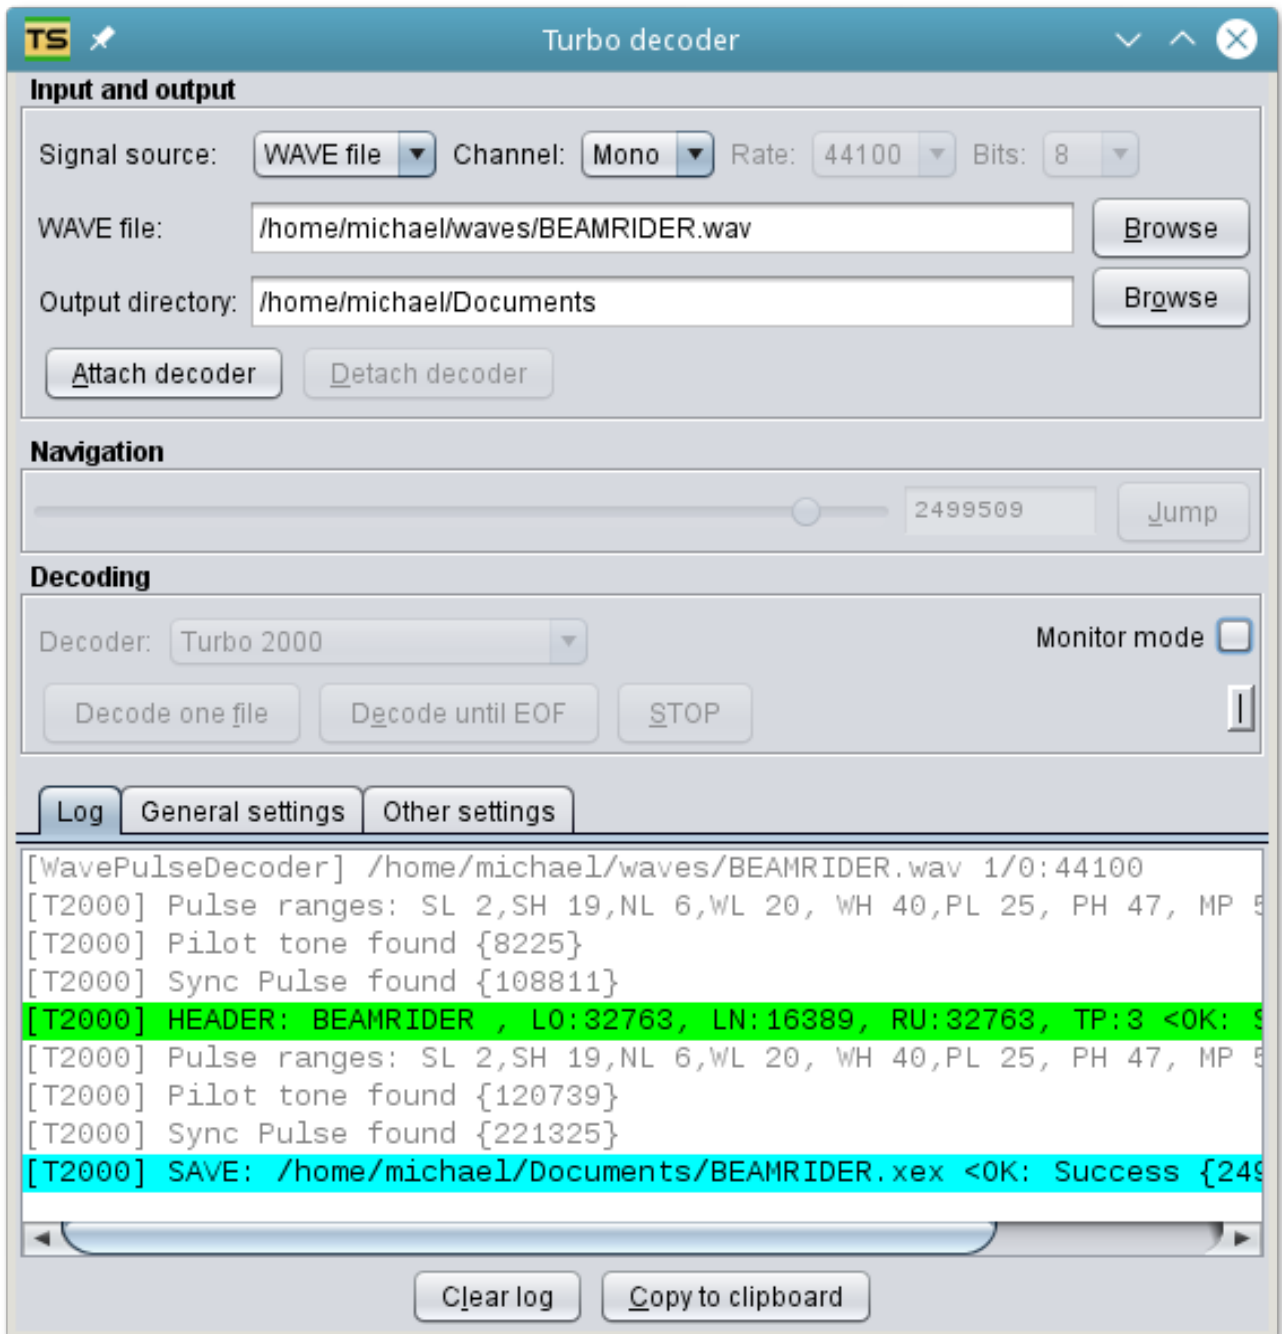 TS Turbo decoder
Input and output
Signal source: WAVE file Channel: Mono Rate: 44100 Bits: 8
WAVE file: /home/michael/waves/BEAMRIDER.wav Browse
Output directory: /home/michael/Documents Browse
Attach decoder Detach decoder
Navigation
2499509 Jump
Decoding
Decoder: Turbo 2000 Monitor mode
Decode one file Decode until EOF STOP
Log General settings Other settings
[WavePulseDecoder] /home/michael/waves/BEAMRIDER.wav 1/0:44100
[T2000] Pulse ranges: SL 2,SH 19,NL 6,WL 20, WH 40,PL 25, PH 47, MP 5
[T2000] Pilot tone found {8225}
[T2000] Sync Pulse found {108811}
[T2000] HEADER: BEAMRIDER , LO:32763, LN:16389, RU:32763, TP:3 <OK: S
[T2000] Pulse ranges: SL 2,SH 19,NL 6,WL 20, WH 40,PL 25, PH 47, MP 5
[T2000] Pilot tone found {120739}
[T2000] Sync Pulse found {221325}
[T2000] SAVE: /home/michael/Documents/BEAMRIDER.xex <OK: Success {249
Clear log Copy to clipboard